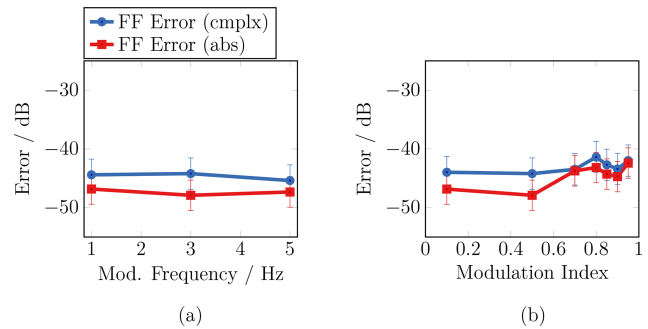 FF Error (cmplx)
FF Error (abs)
Error / dB
−30
−40
−50
1 2 3 4 5
Mod. Frequency / Hz
(a)
Error / dB
−30
−40
−50
0 0.2 0.4 0.6 0.8 1
Modulation Index
(b)